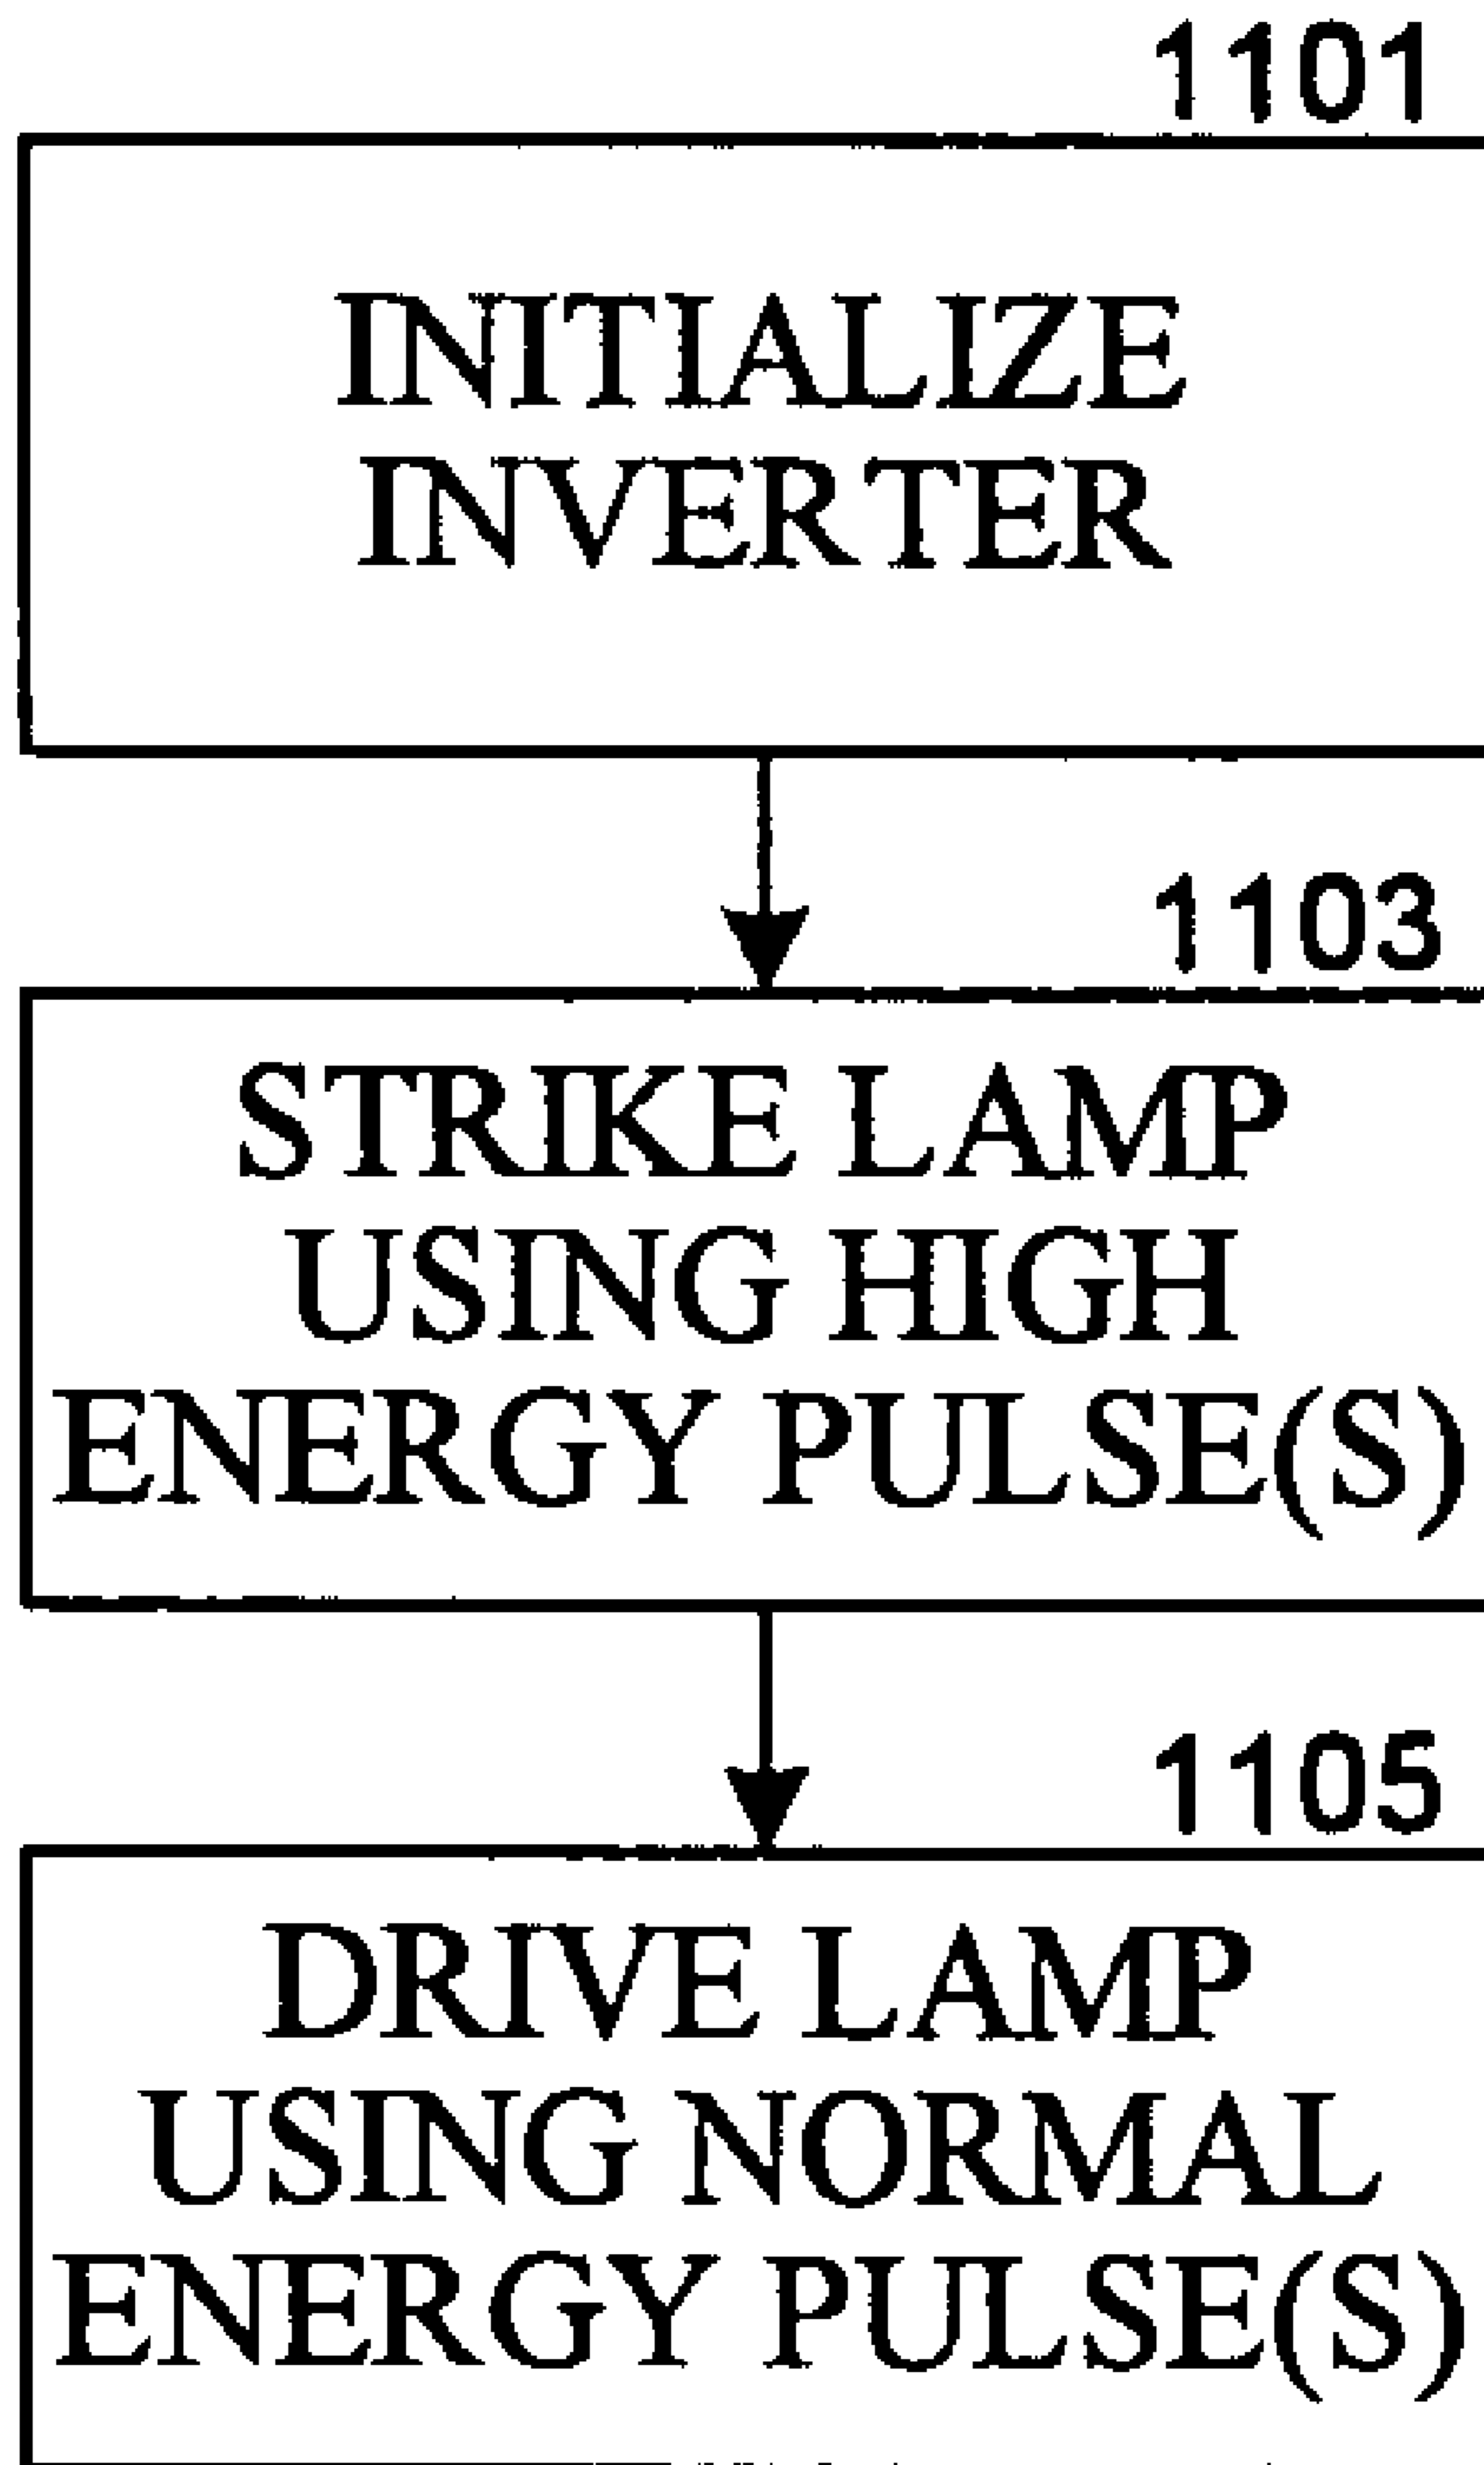 1101
INITIALIZE
INVERTER
1103
STRIKE LAMP
USING HIGH
ENERGY PULSE(S)
1105
DRIVE LAMP
USING NORMAL
ENERGY PULSE(S)